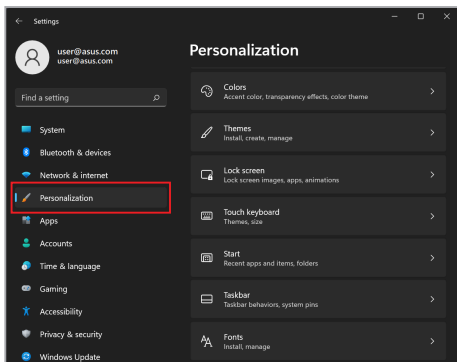 Settings
user@asus.com
user@asus.com
Find a setting
System
Bluetooth & devices
Network & internet
Personalization
Apps
Accounts
Time & language
Gaming
Accessibility
Privacy & security
Windows Update
Personalization
Colors
Accent color, transparency effects, color theme
Themes
Install, create, manage
Lock screen
Lock screen images, apps, animations
Touch keyboard
Themes, size
Start
Recent apps and items, folders
Taskbar
Taskbar behaviors, system pins
Fonts
Install, manage